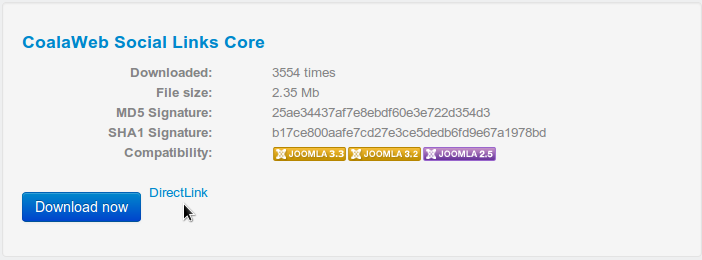 CoalaWeb Social Links Core
Downloaded: 3554 times
File size: 2.35 Mb
MD5 Signature: 25ae34437af7e8ebdf60e3e722d354d3
SHA1 Signature: b17ce800aafe7cd27e3ce5dedb6fd9e67a1978bd
Compatibility: JOOMLA 3.3 JOOMLA 3.2 JOOMLA 2.5
Download now DirectLink